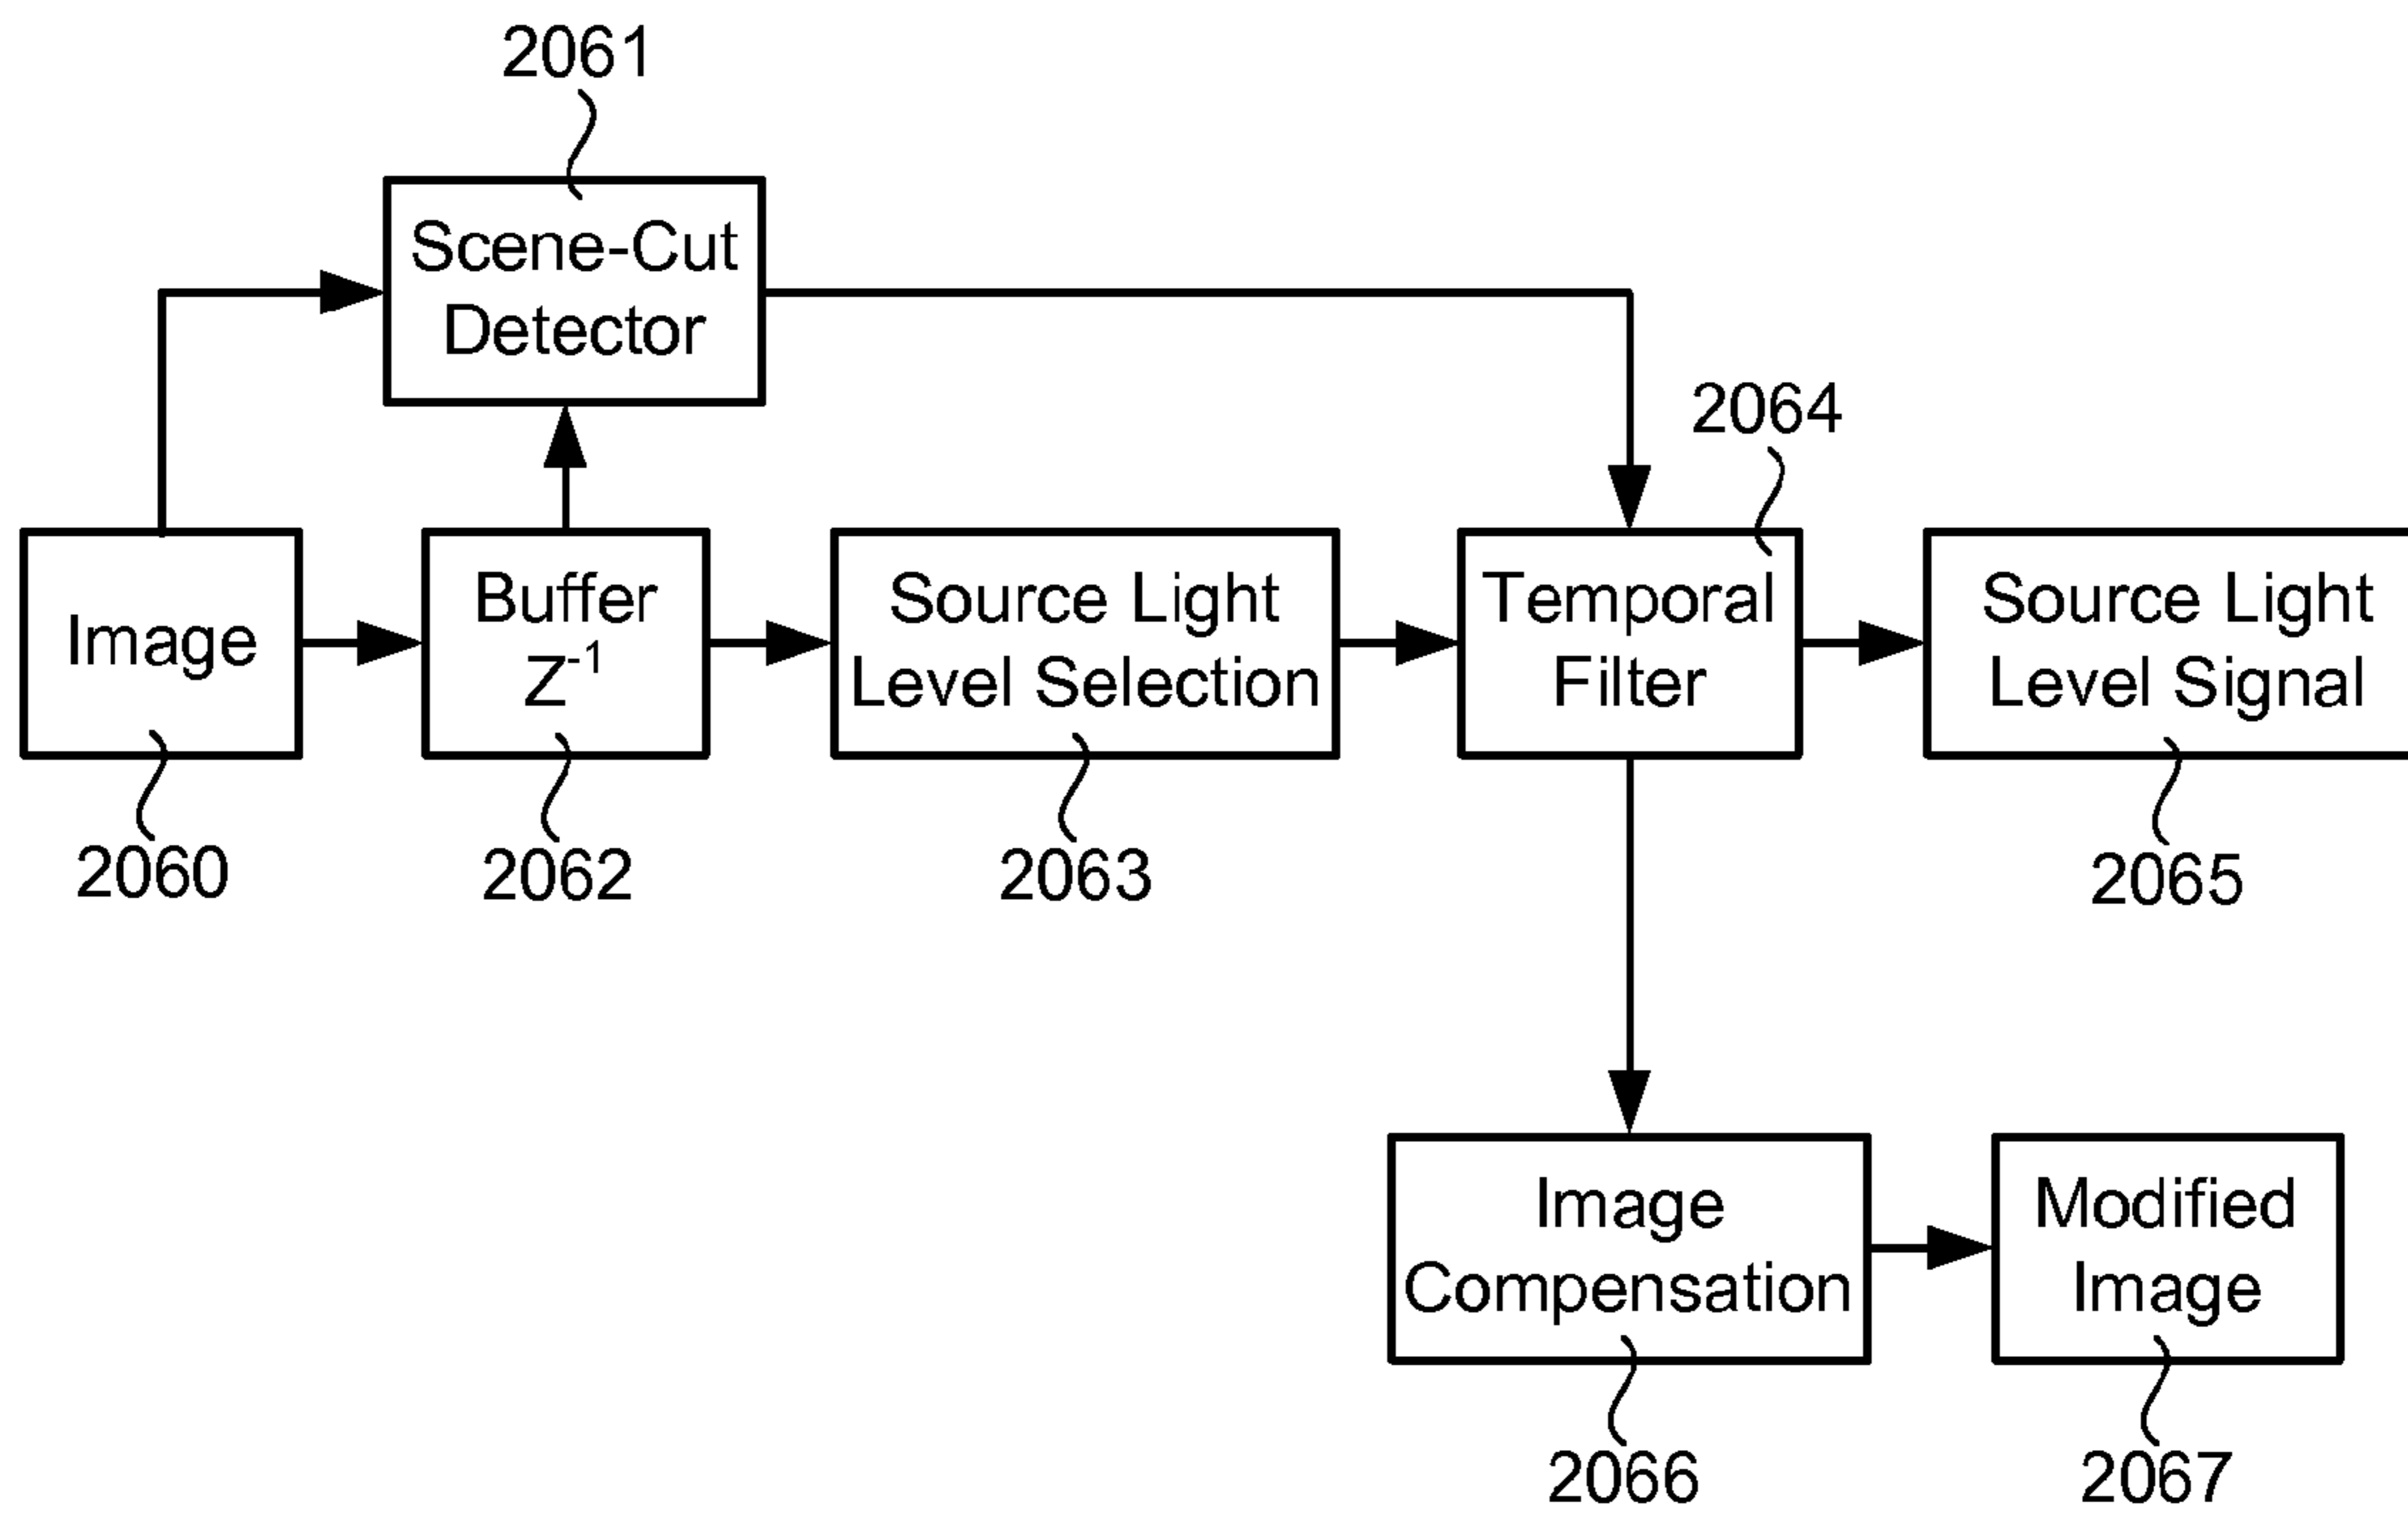 2061
Scene-Cut
Detector
2064
Image
Buffer
Z⁻¹
Source Light
Level Selection
Temporal
Filter
Source Light
Level Signal
2060
2062
2063
2065
Image
Compensation
Modified
Image
2066
2067